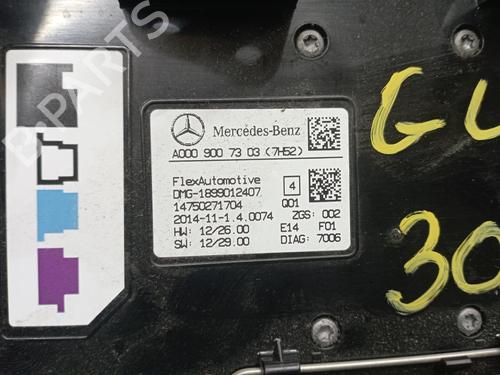 Mercedes-Benz
A000 900 73 03 (7H52)
FlexAutomotive
DMG-1899012407
4
14750271704
Q01
2014-11-1.4.0074
ZGS: 002
HW: 12/26.00
E14 F01
SW: 12/29.00
DIAG: 7006
GL
30
B-PARTS